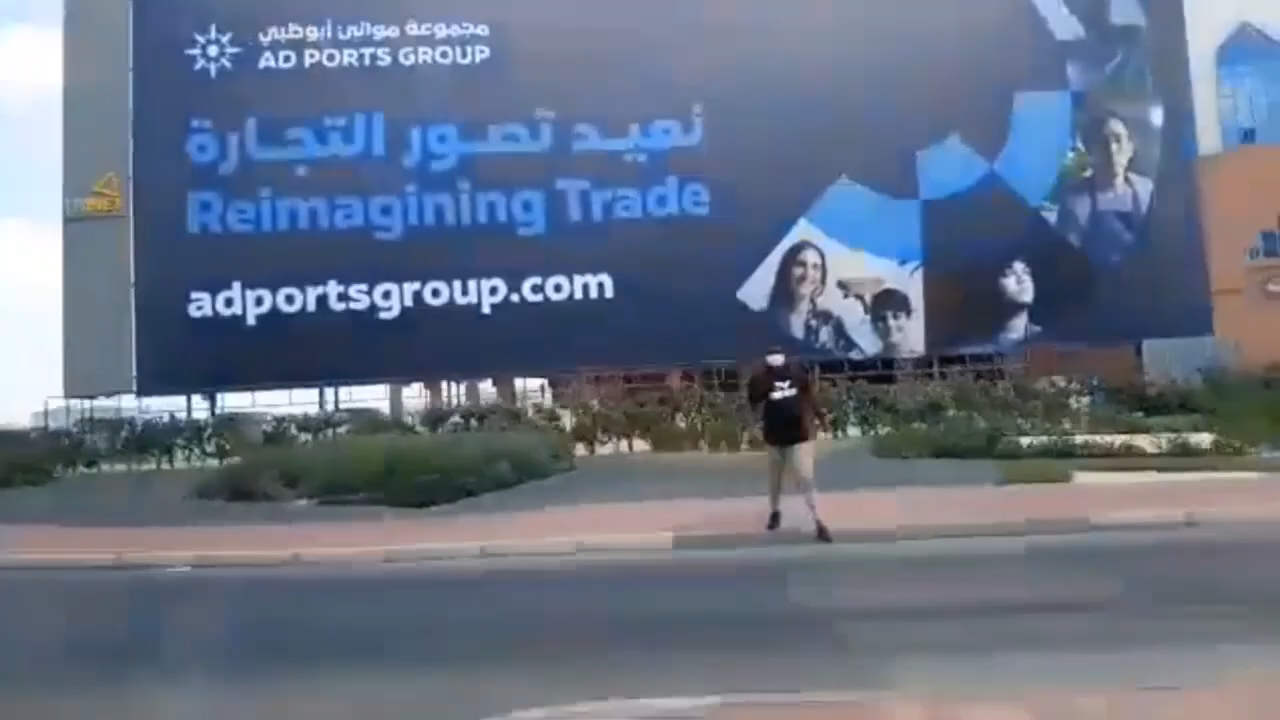 مجموعة موانئ أبوظبي
AD PORTS GROUP
نعيد تصور التجارة
Reimagining Trade
adportsgroup.com